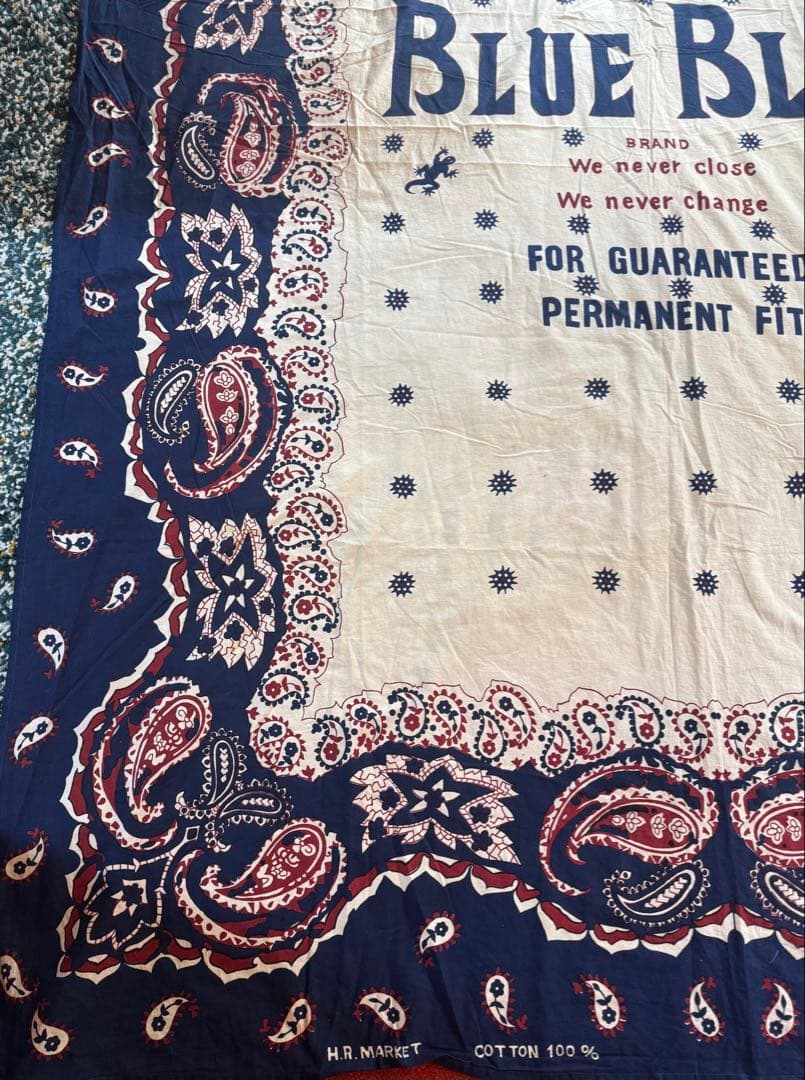 BLUE BL
BRAND
We never close
We never change
FOR GUARANTEED
PERMANENT FIT
H.R. MARKET COTTON 100%